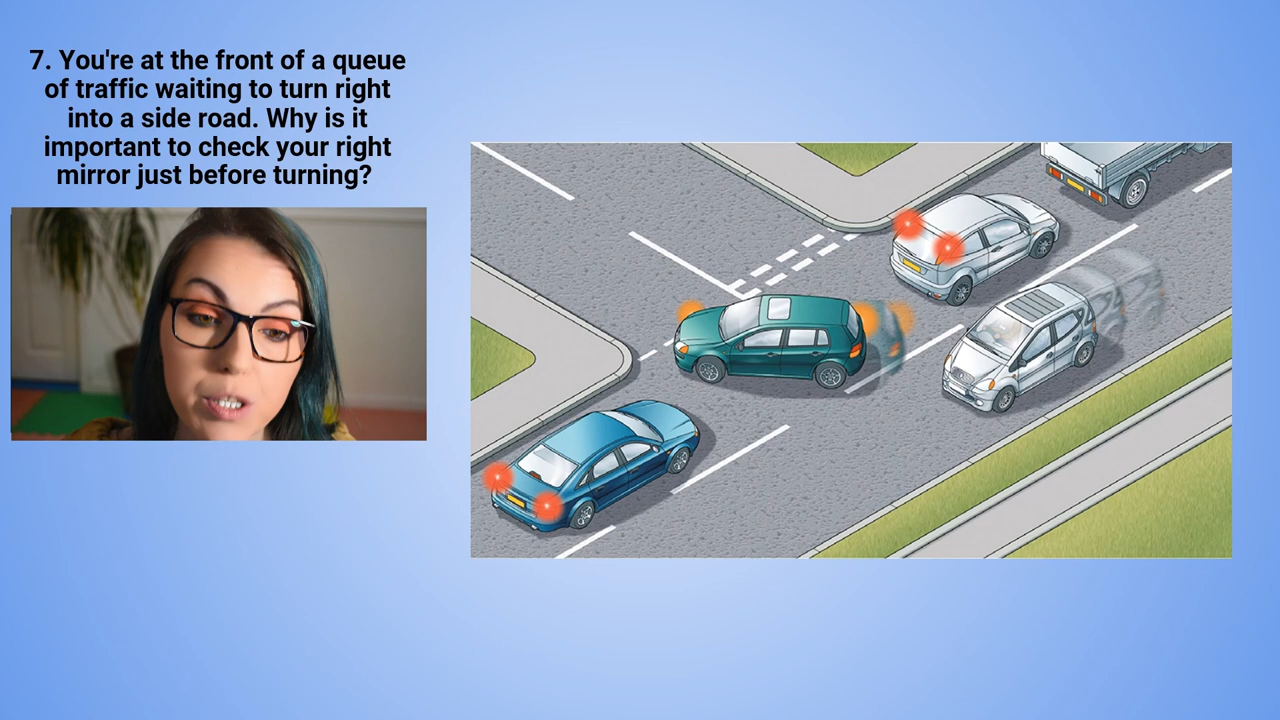 7. You're at the front of a queue
of traffic waiting to turn right
into a side road. Why is it
important to check your right
mirror just before turning?